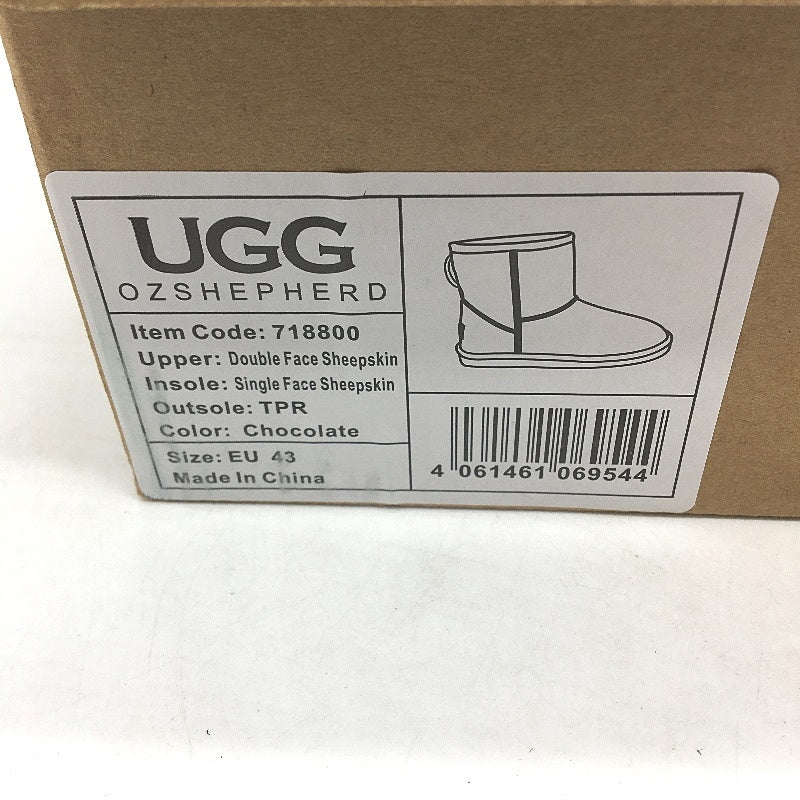 UGG
OZSHEPHERD
Item Code: 718800
Upper: Double Face Sheepskin
Insole: Single Face Sheepskin
Outsole: TPR
Color: Chocolate
Size: EU 43
Made In China
4 061461 069544